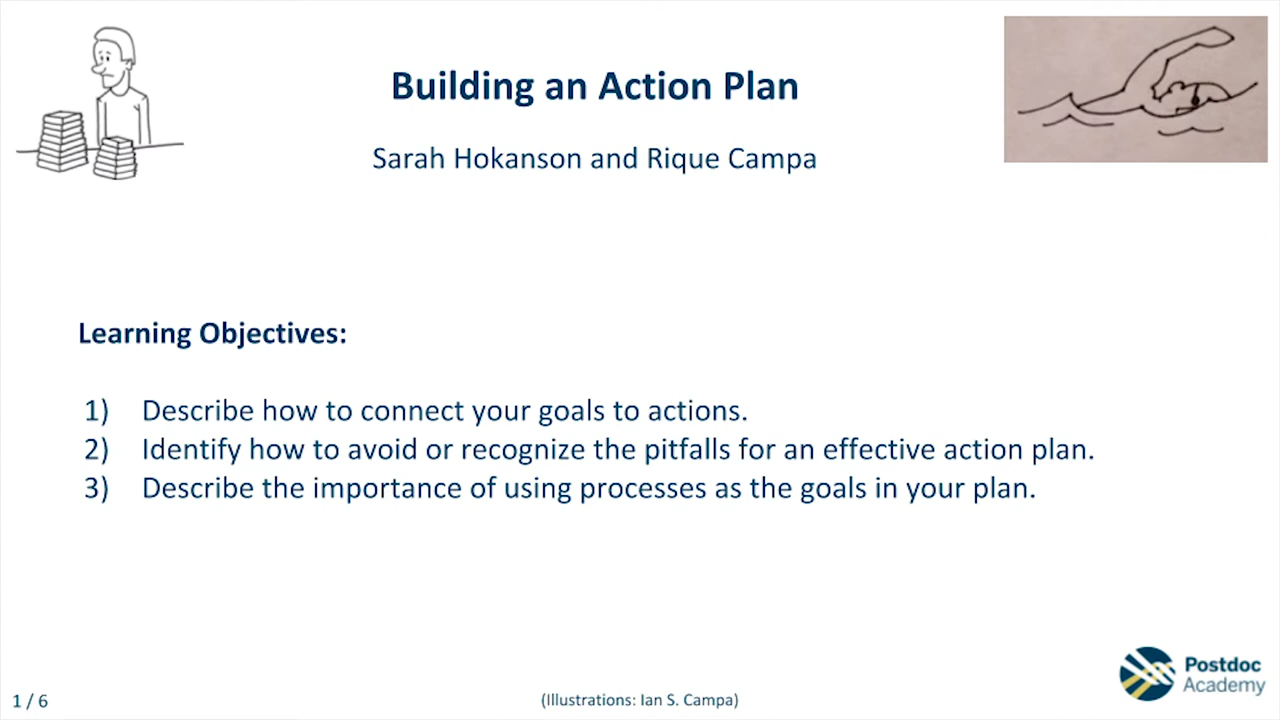 Building an Action Plan
Sarah Hokanson and Rique Campa
Learning Objectives:
1) Describe how to connect your goals to actions.
2) Identify how to avoid or recognize the pitfalls for an effective action plan.
3) Describe the importance of using processes as the goals in your plan.
1 / 6
(Illustrations: Ian S. Campa)
Postdoc
Academy